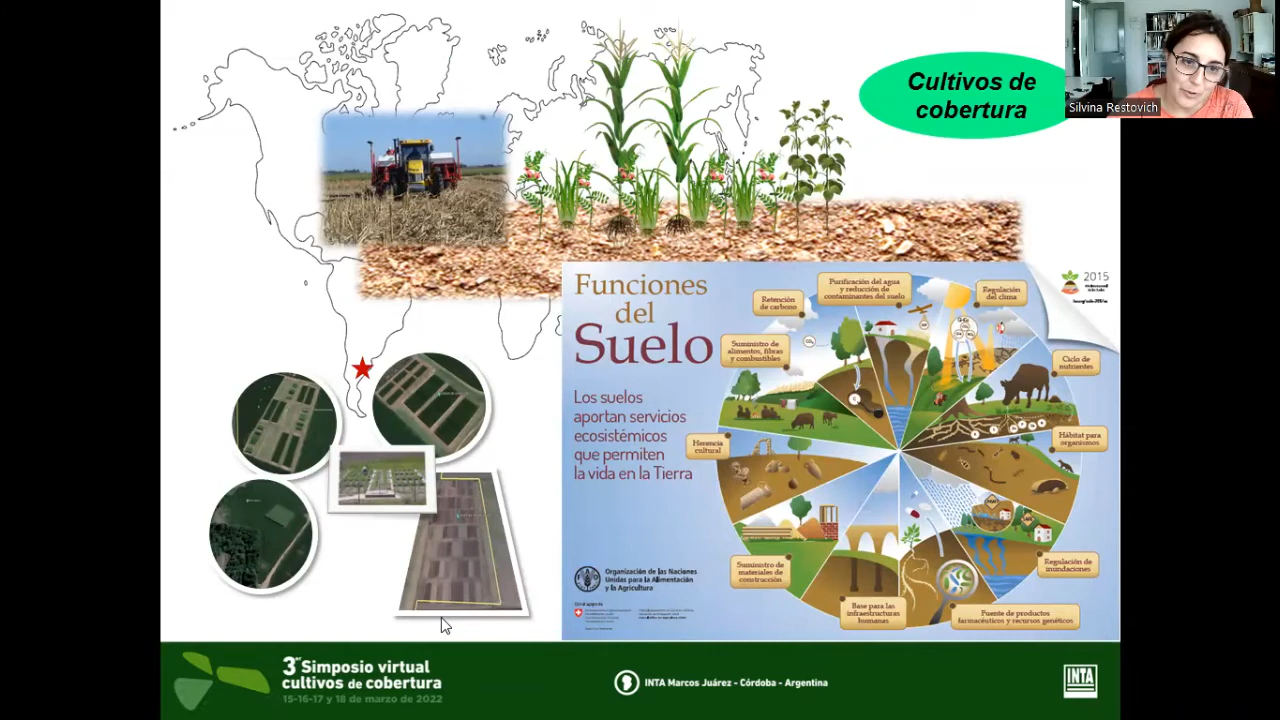 Cultivos de
cobertura
Silvina Restovich
Funciones
del
Suelo
Los suelos
aportan servicios
ecosistémicos
que permiten
la vida en la Tierra
2015
Purificación del agua
y reducción de
contaminantes del suelo
Regulación
del clima
Retención
de carbono
Suministro de
alimentos, fibras
y combustibles
Ciclo de
nutrientes
Herencia
cultural
Hábitat para
organismos
Suministro de
materiales de
construcción
Regulación de
inundaciones
Base para las
infraestructuras
humanas
Fuente de productos
farmacéuticos y recursos genéticos
Organización de las Naciones
Unidas para la Alimentación
y la Agricultura
3er Simposio virtual
cultivos de cobertura
15-16-17 y 18 de marzo de 2022
INTA Marcos Juárez - Córdoba - Argentina
INTA